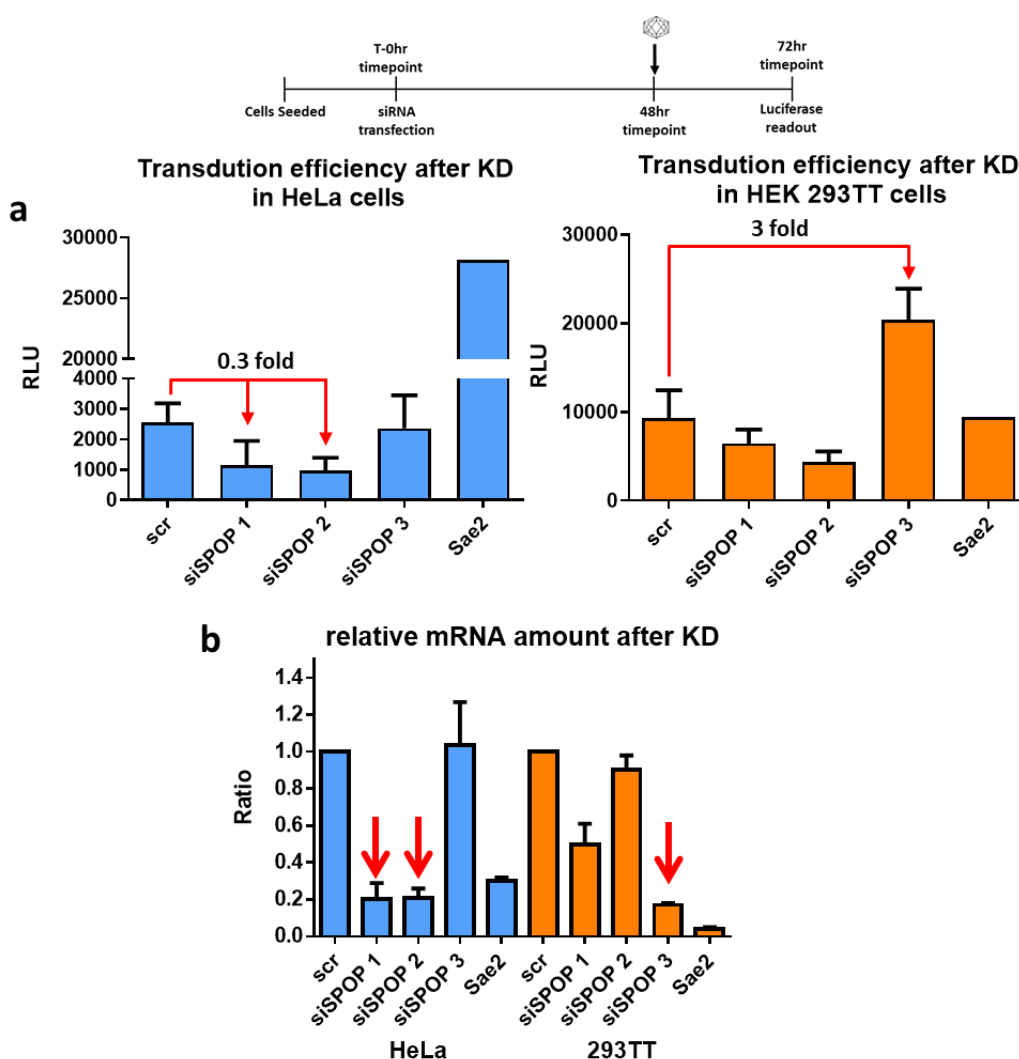 T-0hr
timepoint
72hr
timepoint
Cells Seeded
siRNA
transfection
48hr
timepoint
Luciferase
readout
a
Transdution efficiency after KD
in HeLa cells
30000
25000
20000
4000
3000
2000
1000
0
RLU
0.3 fold
scr
siSPOP 1
siSPOP 2
siSPOP 3
Sae2
Transdution efficiency after KD
in HEK 293TT cells
30000
20000
10000
0
RLU
3 fold
scr
siSPOP 1
siSPOP 2
siSPOP 3
Sae2
b
relative mRNA amount after KD
1.4
1.2
1.0
0.8
0.6
0.4
0.2
0.0
Ratio
scr
siSPOP 1
siSPOP 2
siSPOP 3
Sae2
scr
siSPOP 1
siSPOP 2
siSPOP 3
Sae2
HeLa
293TT